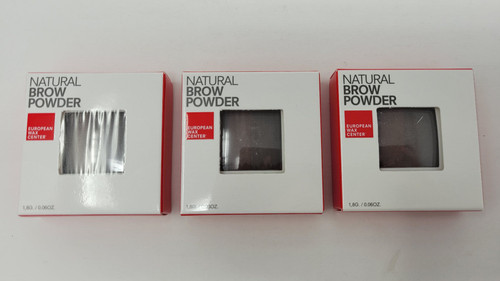 NATURAL
BROW
POWDER
EUROPEAN
WAX
CENTER
1.8G. / 0.06OZ.
NATURAL
BROW
POWDER
EUROPEAN
WAX
CENTER
1.8G.
NATURAL
BROW
POWDER
EUROPEAN
WAX
CENTER
1.8G. / 0.06OZ.